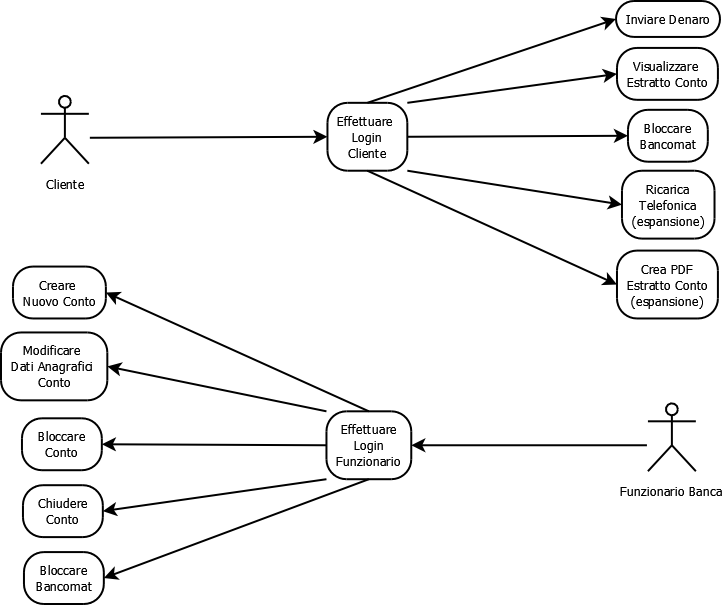 Inviare Denaro
Visualizzare
Estratto Conto
Effettuare
Login
Cliente
Bloccare
Bancomat
Cliente
Ricarica
Telefonica
(espansione)
Crea PDF
Estratto Conto
(espansione)
Creare
Nuovo Conto
Modificare
Dati Anagrafici
Conto
Bloccare
Conto
Effettuare
Login
Funzionario
Funzionario Banca
Chiudere
Conto
Bloccare
Bancomat